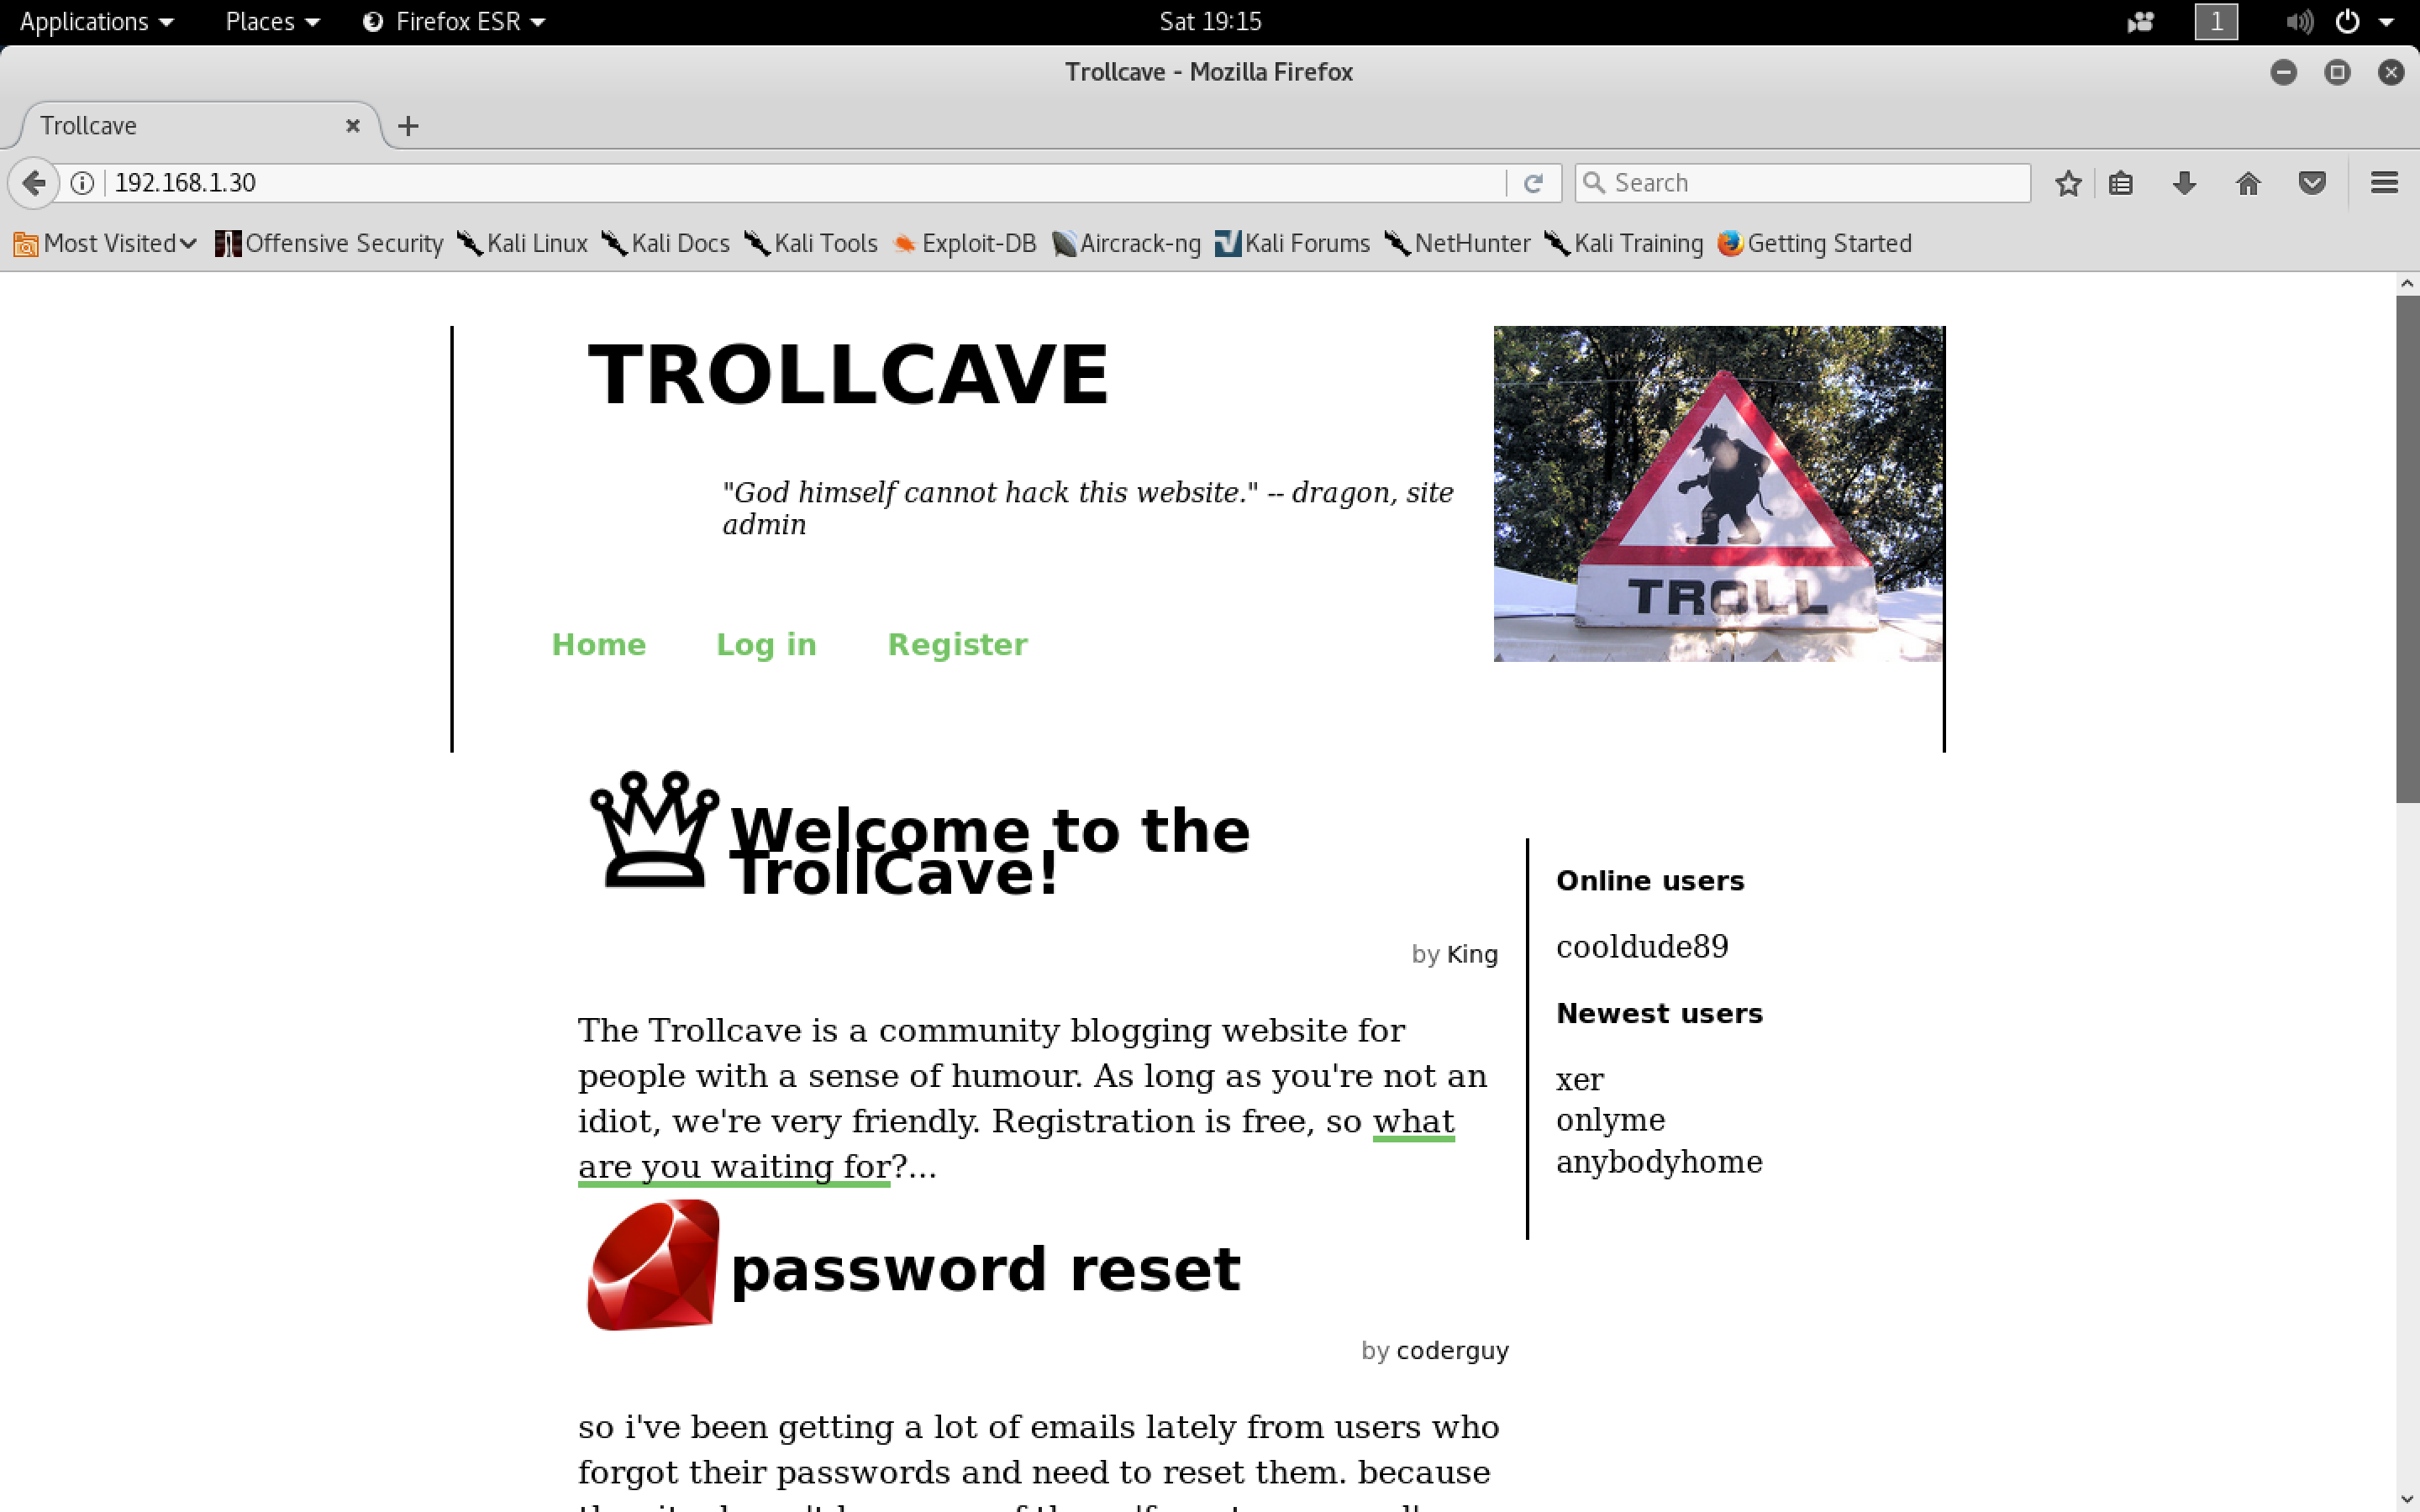 Applications Places Firefox ESR Sat 19:15 1
Trollcave - Mozilla Firefox
Trollcave
192.168.1.30 Search
Most Visited Offensive Security Kali Linux Kali Docs Kali Tools Exploit-DB Aircrack-ng Kali Forums NetHunter Kali Training Getting Started
TROLLCAVE
"God himself cannot hack this website." -- dragon, site
admin
TROLL
Home Log in Register
Welcome to the
TrollCave!
by King
The Trollcave is a community blogging website for
people with a sense of humour. As long as you're not an
idiot, we're very friendly. Registration is free, so what
are you waiting for?...
password reset
by coderguy
so i've been getting a lot of emails lately from users who
forgot their passwords and need to reset them. because
Online users
cooldude89
Newest users
xer
onlyme
anybodyhome